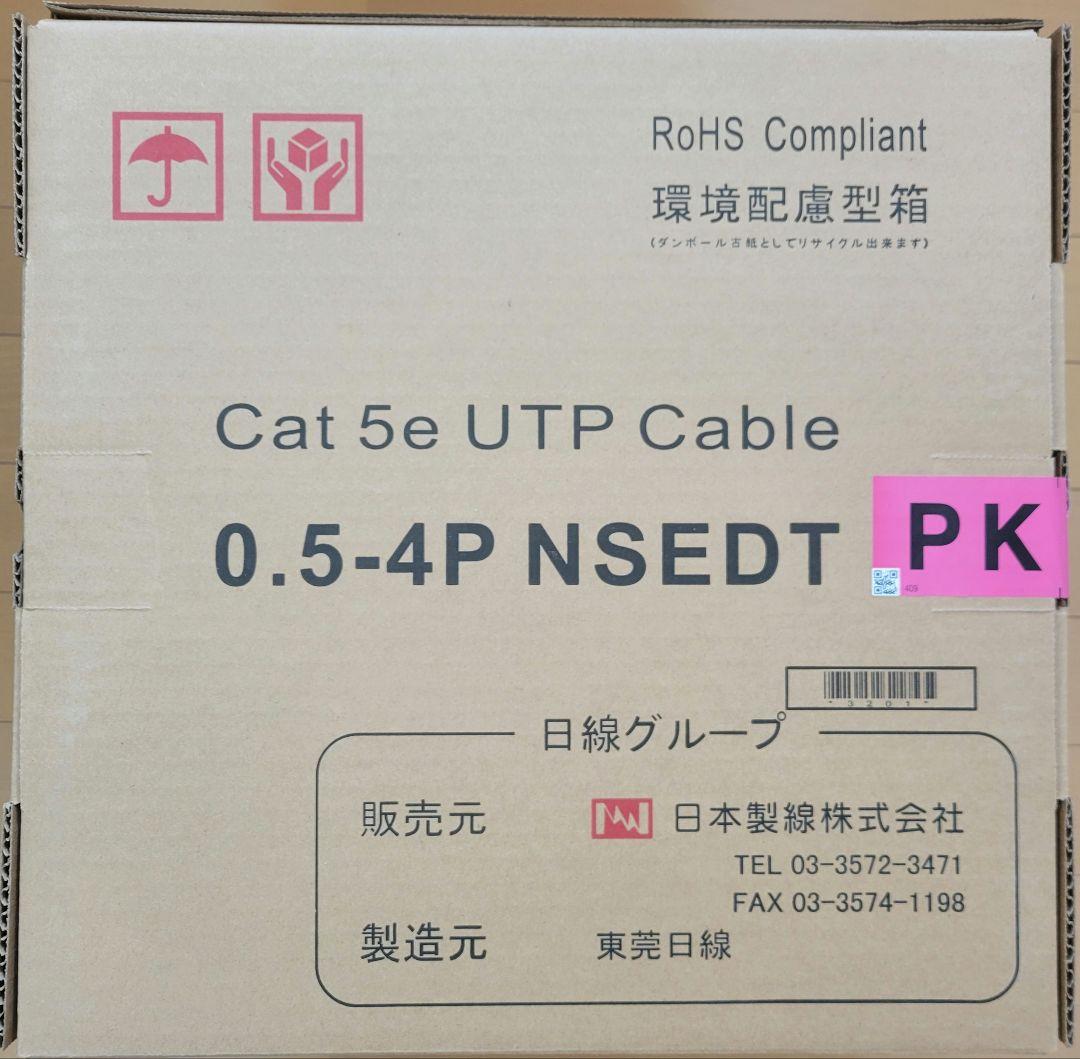 RoHS Compliant
環境配慮型箱
(ダンボール古紙としてリサイクル出来ます)
Cat 5e UTP Cable
0.5-4P NSEDT
PK
409
*3201*
日線グループ
販売元 日本製線株式会社
TEL 03-3572-3471
FAX 03-3574-1198
製造元 東莞日線